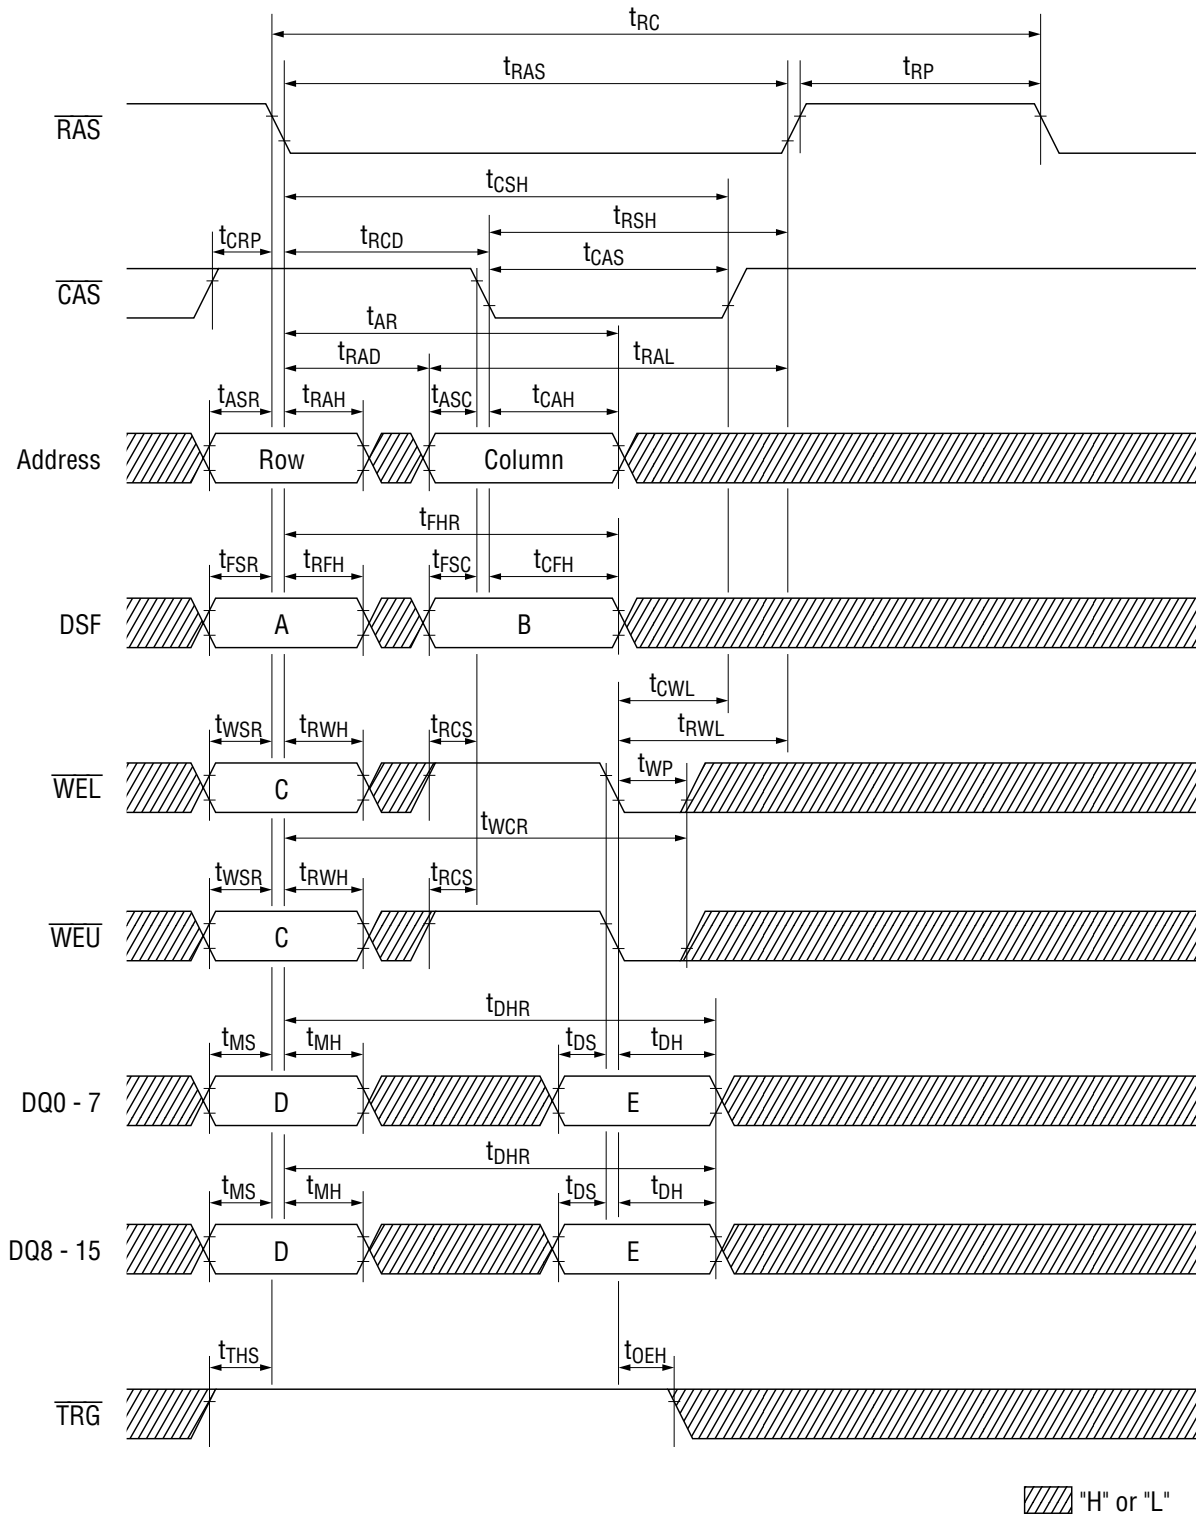 tRC
tRAS tRP
RAS
tCSH
tRSH
tCRP tRCD
tCAS
CAS
tAR
tRAD tRAL
tASR tRAH tASC tCAH
Address Row Column
tFHR
tFSR tRFH tFSC tCFH
DSF A B
tCWL
tWSR tRWH tRCS tRWL
tWP
WEL C
tWCR
tWSR tRWH tRCS
WEU C
tDHR
tMS tMH tDS tDH
DQ0 - 7 D E
tDHR
tMS tMH tDS tDH
DQ8 - 15 D E
tTHS tOEH
TRG
"H" or "L"